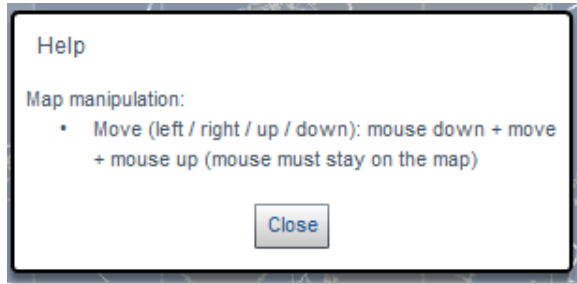 Help
Map manipulation:
• Move (left / right / up / down): mouse down + move
+ mouse up (mouse must stay on the map)
Close